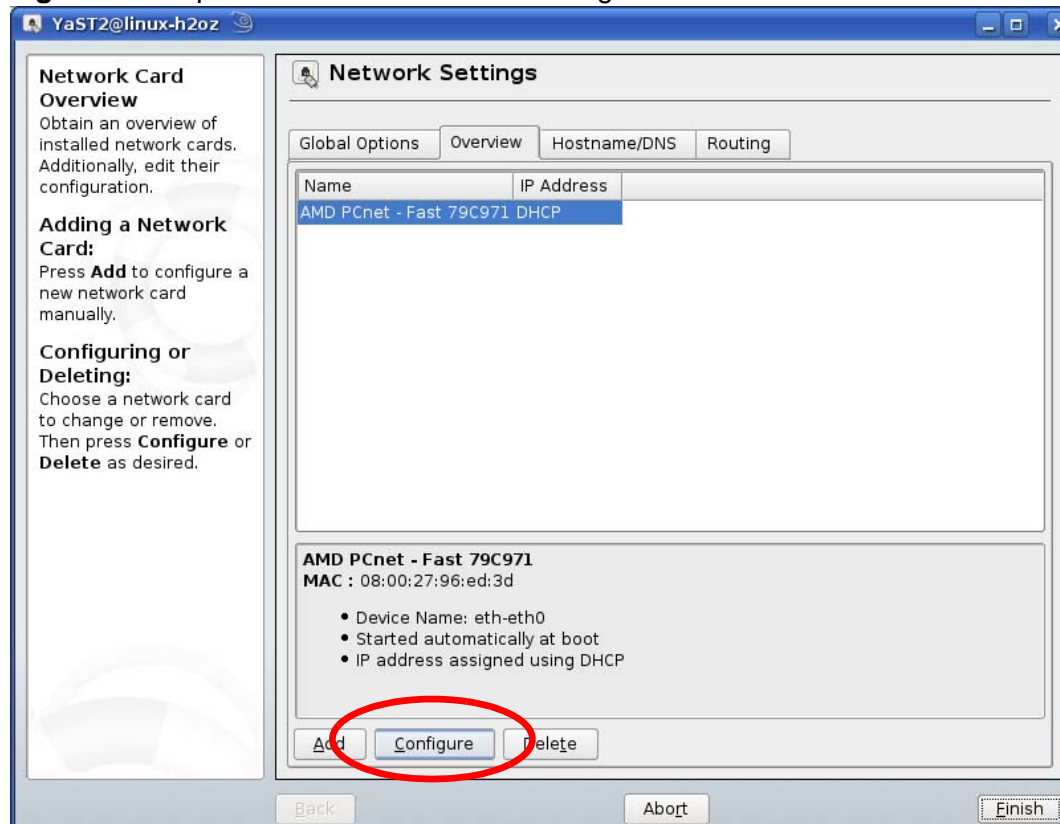 YaST2@linux-h2oz
Network Card
Overview
Obtain an overview of
installed network cards.
Additionally, edit their
configuration.
Adding a Network
Card:
Press Add to configure a
new network card
manually.
Configuring or
Deleting:
Choose a network card
to change or remove.
Then press Configure or
Delete as desired.
Network Settings
Global Options Overview Hostname/DNS Routing
Name IP Address
AMD PCnet - Fast 79C971 DHCP
AMD PCnet - Fast 79C971
MAC : 08:00:27:96:ed:3d
• Device Name: eth-eth0
• Started automatically at boot
• IP address assigned using DHCP
Add Configure Delete
Back Abort Finish